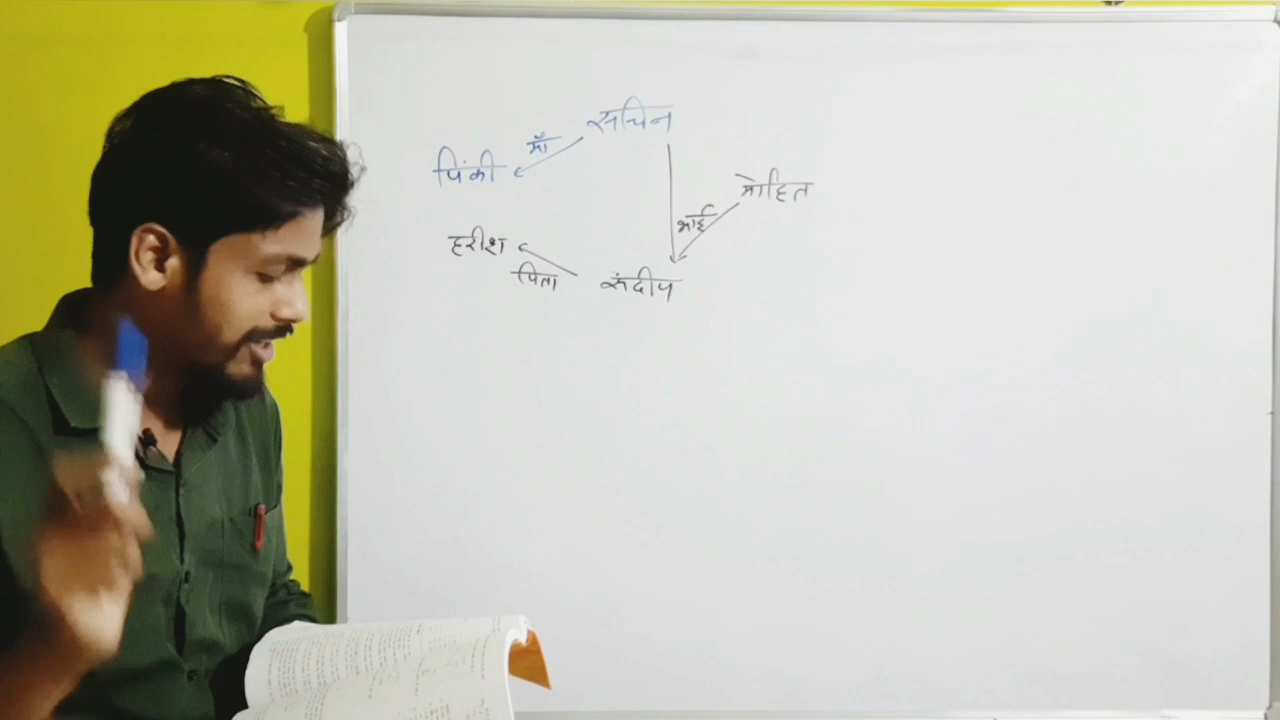 सचिन
माँ
पिंकी
मोहित
भाई
हरीश
पिता
संदीप